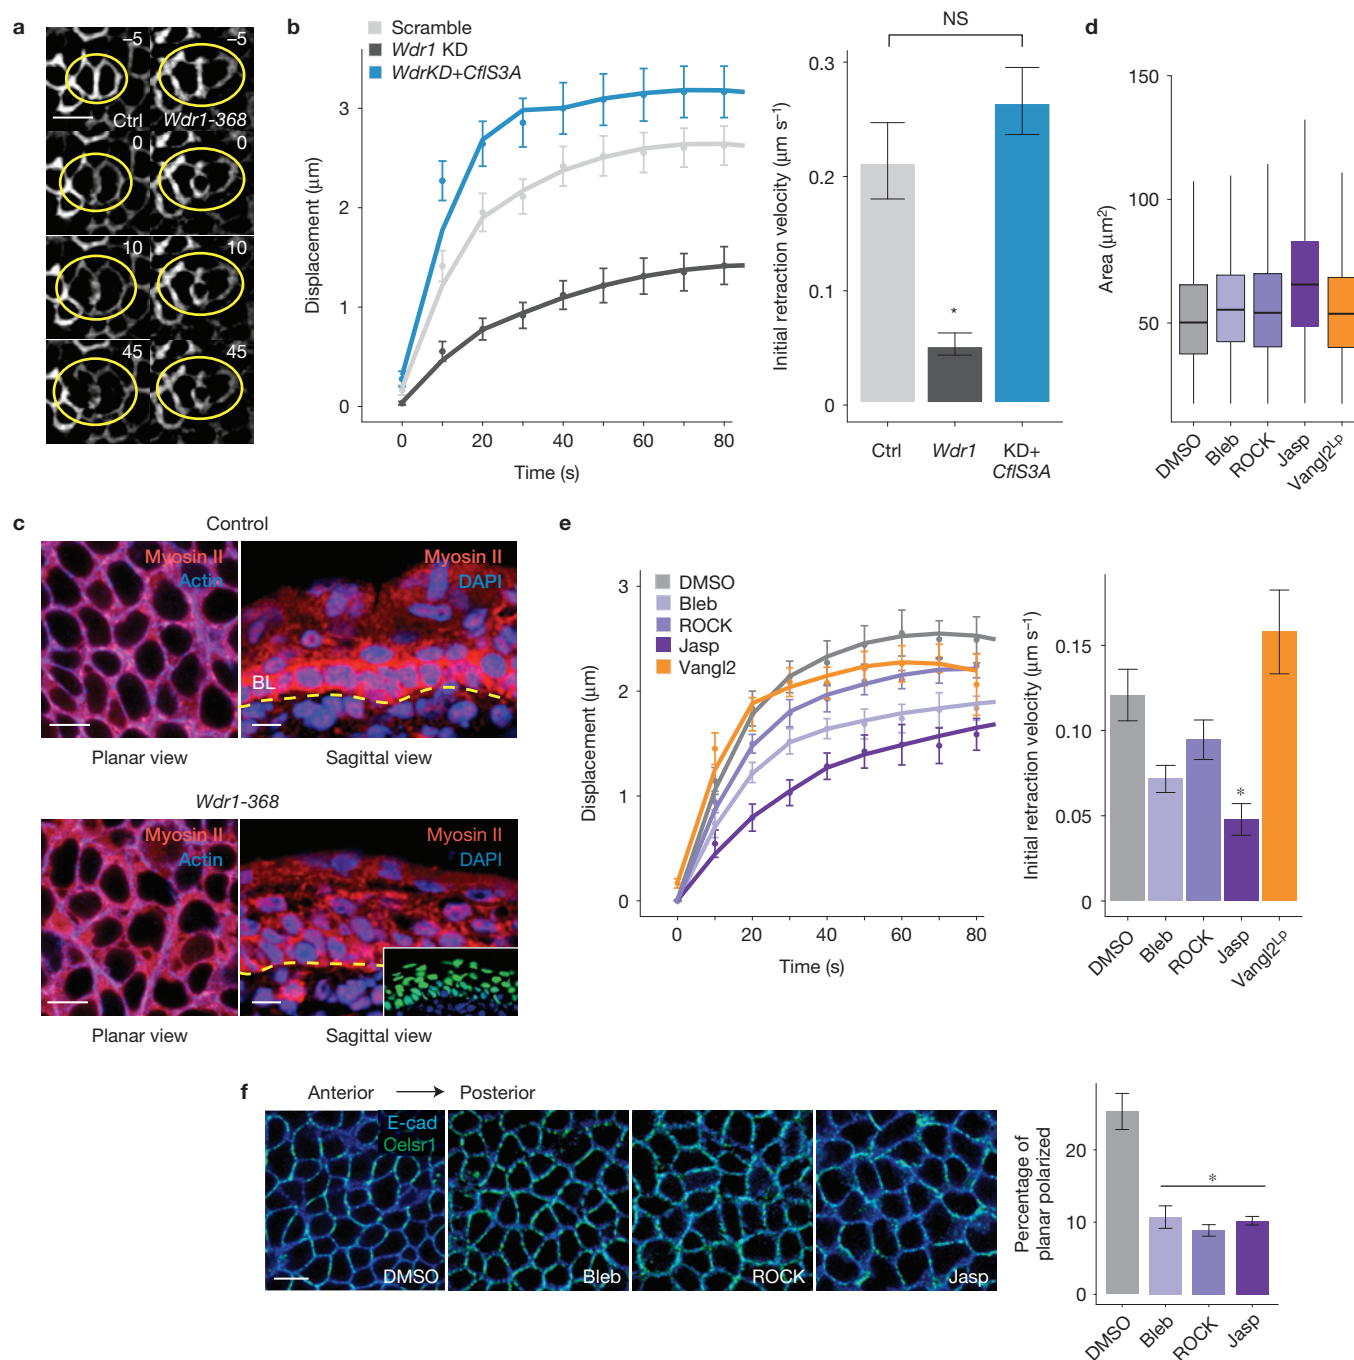 a
–5
–5
Ctrl
Wdr1-368
0
0
10
10
45
45
b
Scramble
Wdr1 KD
WdrKD+CflS3A
Displacement (μm)
3
2
1
0
0
20
40
60
80
Time (s)
NS
Initial retraction velocity (μm s⁻¹)
0.3
0.2
0.1
0
*
Ctrl
Wdr1
KD+
CflS3A
d
Area (μm²)
150
100
50
DMSO
Bleb
ROCK
Jasp
Vangl2ᴸᵖ
c
Control
Myosin II
Actin
Myosin II
DAPI
BL
Planar view
Sagittal view
Wdr1-368
Myosin II
Actin
Myosin II
DAPI
Planar view
Sagittal view
e
DMSO
Bleb
ROCK
Jasp
Vangl2
Displacement (μm)
3
2
1
0
0
20
40
60
80
Time (s)
Initial retraction velocity (μm s⁻¹)
0.15
0.10
0.05
0
*
DMSO
Bleb
ROCK
Jasp
Vangl2ᴸᵖ
f
Anterior → Posterior
E-cad
Celsr1
DMSO
Bleb
ROCK
Jasp
Percentage of
planar polarized
20
10
0
*
DMSO
Bleb
ROCK
Jasp